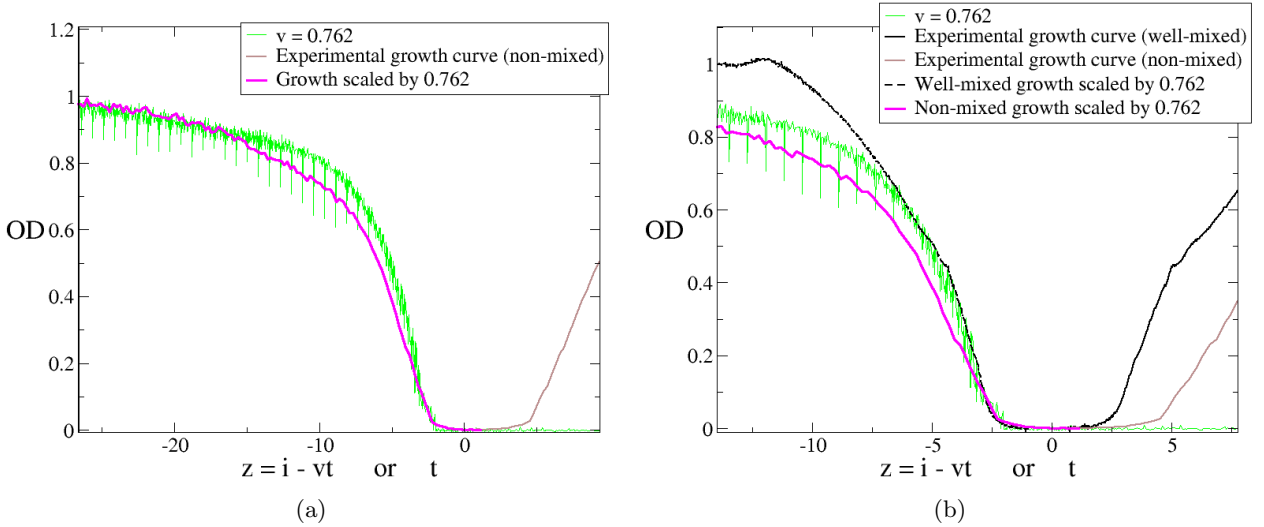 v = 0.762
Experimental growth curve (non-mixed)
Growth scaled by 0.762
1.2
1
0.8
0.6
0.4
0.2
0
OD
-20
-10
0
z = i - vt or t
(a)
v = 0.762
Experimental growth curve (well-mixed)
Experimental growth curve (non-mixed)
Well-mixed growth scaled by 0.762
Non-mixed growth scaled by 0.762
1
0.8
0.6
0.4
0.2
0
OD
-10
-5
0
5
z = i - vt or t
(b)